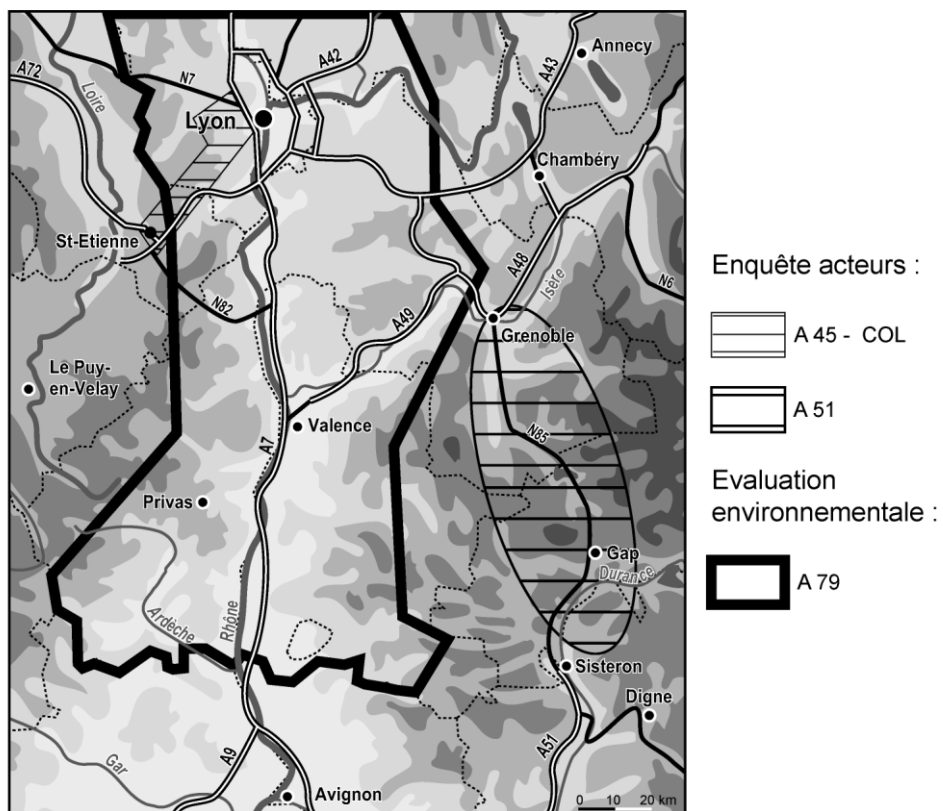 Annecy
A72
A42
A43
N7
Loire
Lyon
Chambéry
St-Etienne
A48
Isère
N6
N82
A49
Grenoble
Le Puy-
en-Velay
Valence
A7
N85
Privas
Gap
Durance
Ardèche
Rhône
Sisteron
Digne
A9
A51
Gar
Avignon
0 10 20 km
Enquête acteurs :
A 45 - COL
A 51
Evaluation
environnementale :
A 79